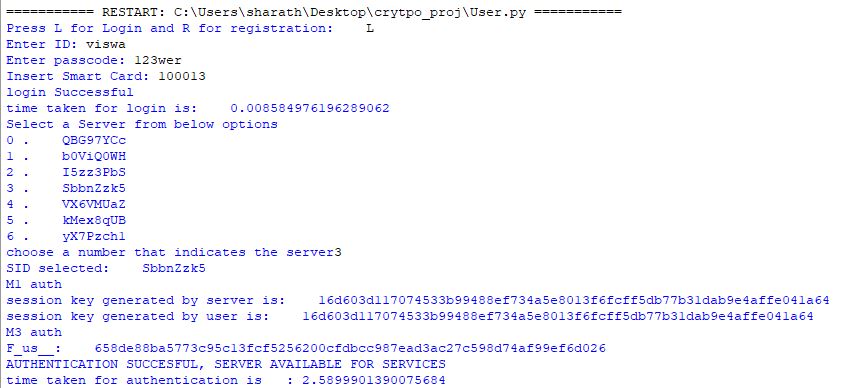 =========== RESTART: C:\Users\sharath\Desktop\crytpo_proj\User.py ===========
Press L for Login and R for registration:    L
Enter ID: viswa
Enter passcode: 123wer
Insert Smart Card: 100013
login Successful
time taken for login is:    0.008584976196289062
Select a Server from below options
0 .    QBG97YCc
1 .    b0ViQ0WH
2 .    I5zz3PbS
3 .    SbbnZzk5
4 .    VX6VMUaZ
5 .    kMex8qUB
6 .    yX7Pzch1
choose a number that indicates the server3
SID selected:    SbbnZzk5
M1 auth
session key generated by server is:    16d603d117074533b99488ef734a5e8013f6fcff5db77b31dab9e4affe041a64
session key generated by user is:    16d603d117074533b99488ef734a5e8013f6fcff5db77b31dab9e4affe041a64
M3 auth
F_us__:    658de88ba5773c95c13fcf5256200cfdbcc987ead3ac27c598d74af99ef6d026
AUTHENTICATION SUCCESFUL, SERVER AVAILABLE FOR SERVICES
time taken for authentication is   : 2.5899901390075684